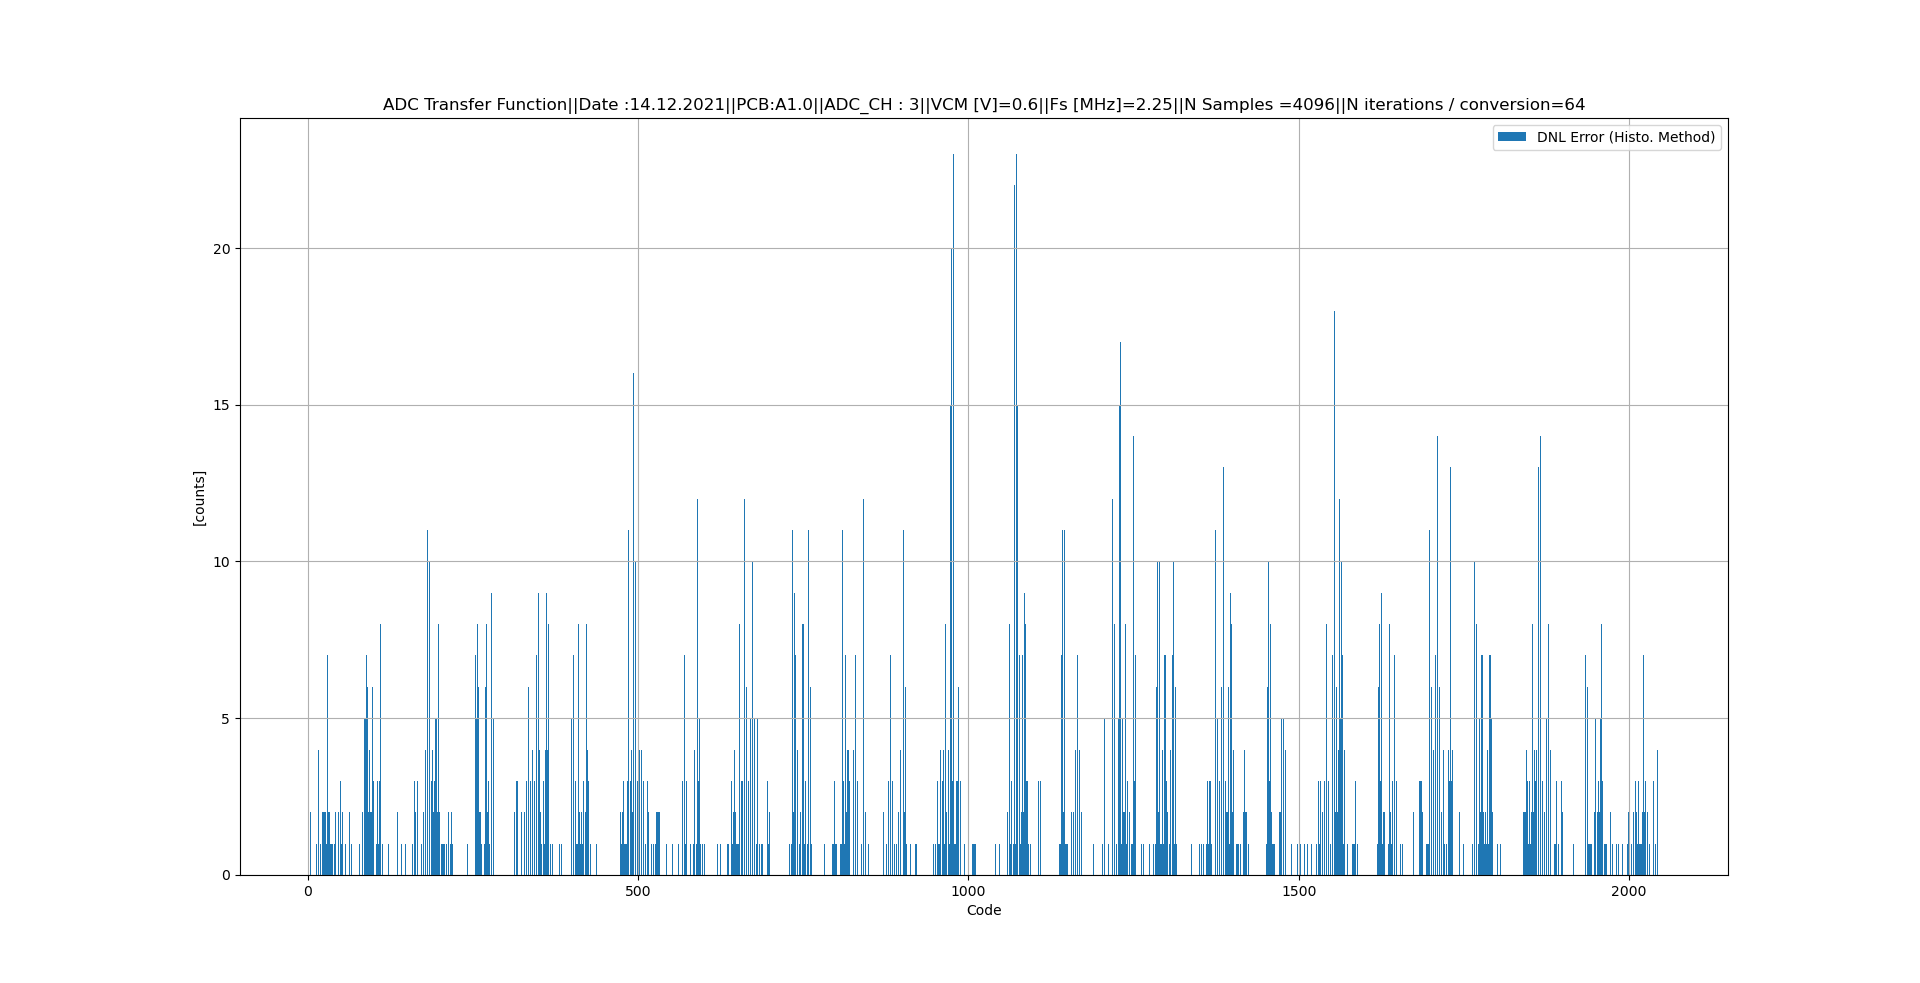 ADC Transfer Function||Date :14.12.2021||PCB:A1.0||ADC_CH : 3||VCM [V]=0.6||Fs [MHz]=2.25||N Samples =4096||N iterations / conversion=64
DNL Error (Histo. Method)
20
15
10
5
0
[counts]
0 500 1000 1500 2000
Code